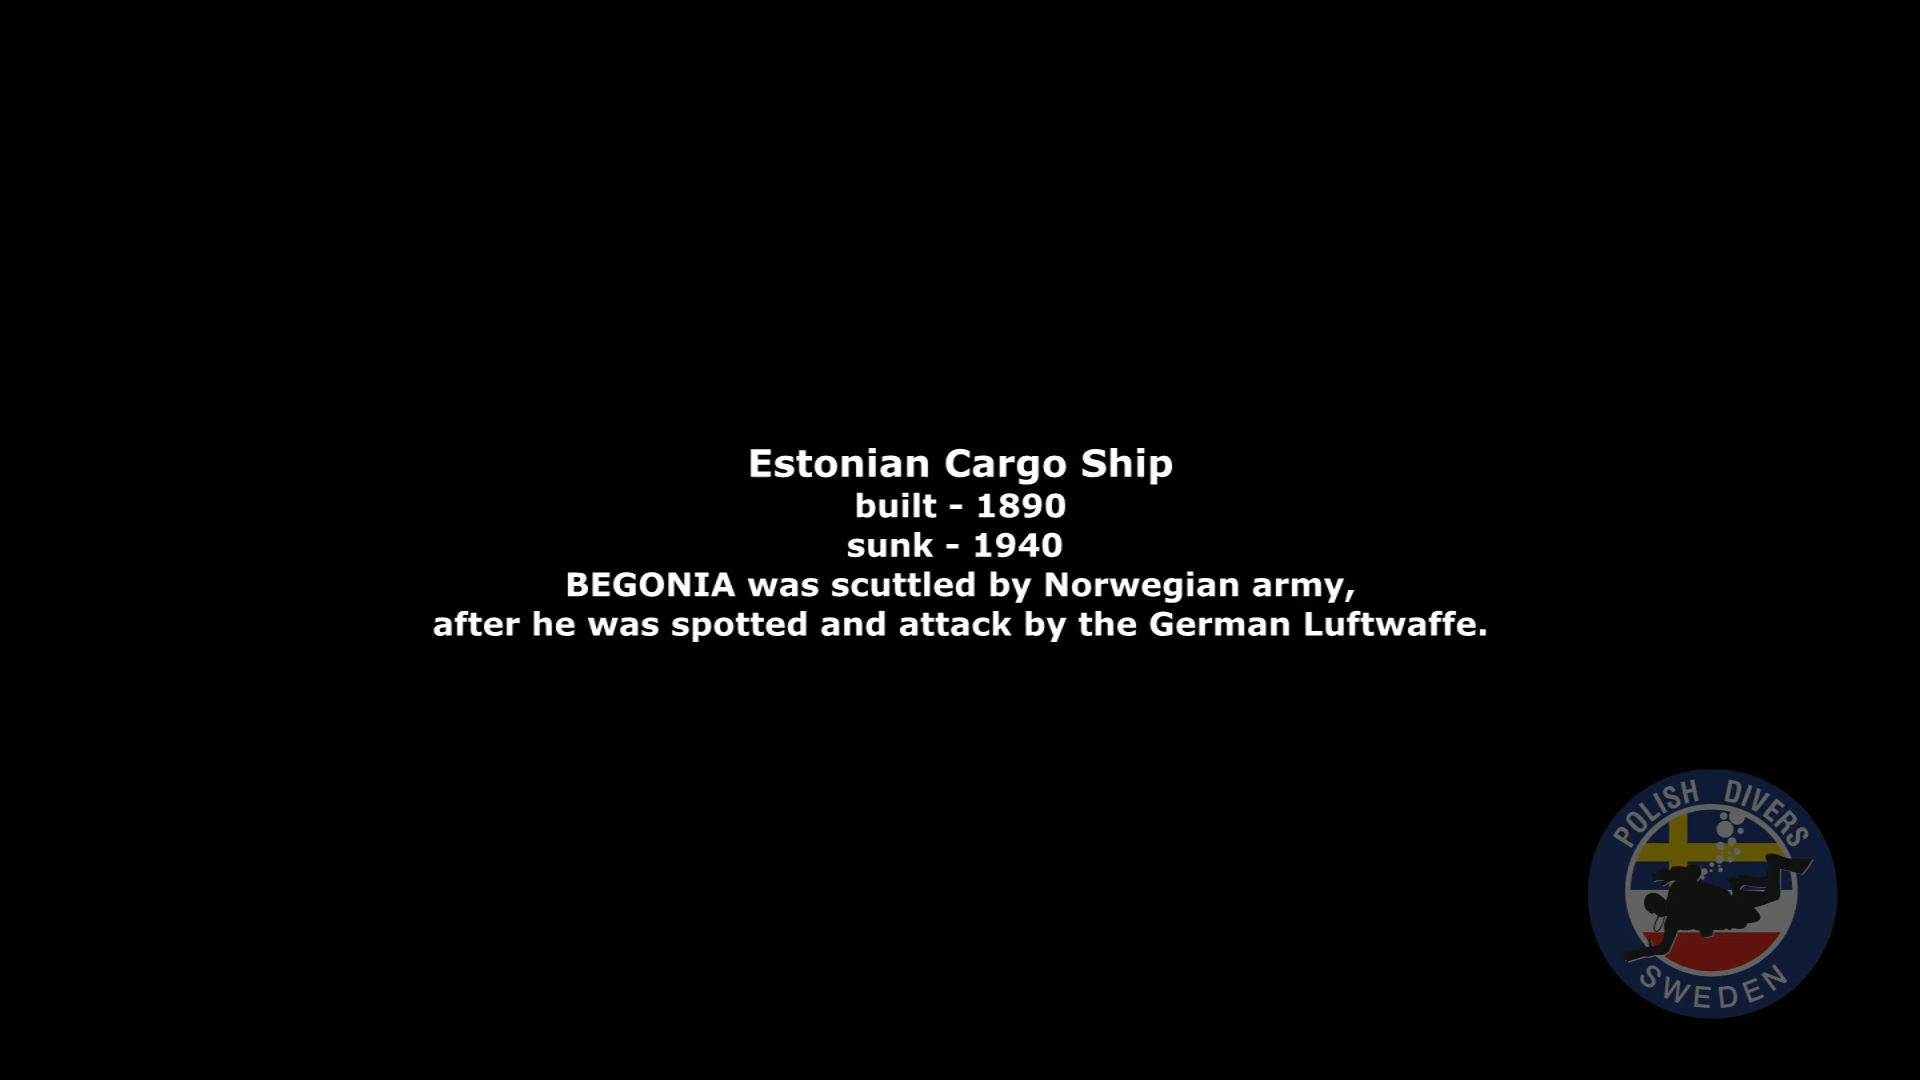 Estonian Cargo Ship
built - 1890
sunk - 1940
BEGONIA was scuttled by Norwegian army,
after he was spotted and attack by the German Luftwaffe.
POLISH DIVERS
SWEDEN